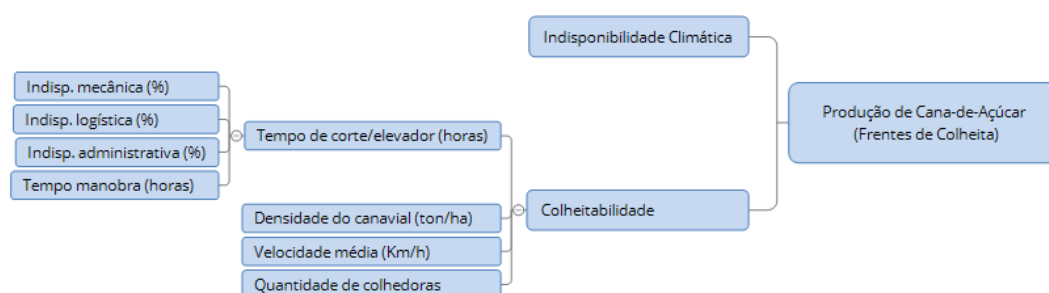 Indisponibilidade Climática
Indisp. mecânica (%)
Indisp. logística (%)
Indisp. administrativa (%)
Tempo manobra (horas)
Tempo de corte/elevador (horas)
Produção de Cana-de-Açúcar
(Frentes de Colheita)
Densidade do canavial (ton/ha)
Velocidade média (Km/h)
Quantidade de colhedoras
Colheitabilidade